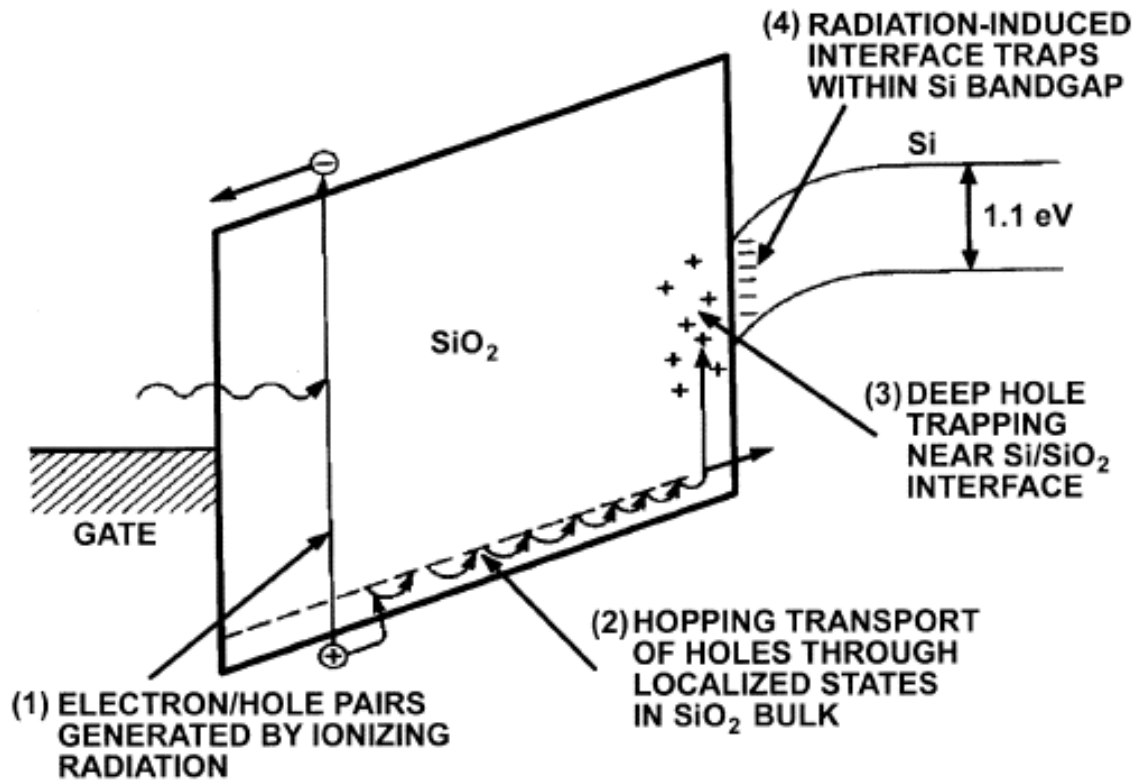 (4) RADIATION-INDUCED
INTERFACE TRAPS
WITHIN Si BANDGAP
Si
1.1 eV
SiO₂
(3) DEEP HOLE
TRAPPING
NEAR Si/SiO₂
INTERFACE
GATE
(2) HOPPING TRANSPORT
OF HOLES THROUGH
LOCALIZED STATES
IN SiO₂ BULK
(1) ELECTRON/HOLE PAIRS
GENERATED BY IONIZING
RADIATION